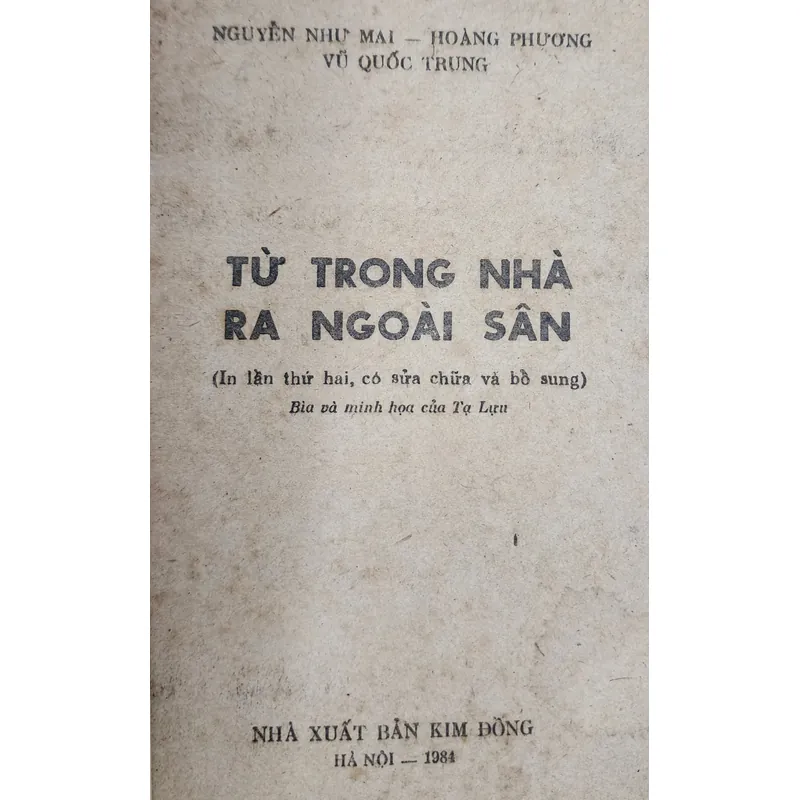 NGUYỄN NHƯ MAI — HOÀNG PHƯƠNG
VŨ QUỐC TRUNG
TỪ TRONG NHÀ
RA NGOÀI SÂN
(In lần thứ hai, có sửa chữa và bổ sung)
Bìa và minh họa của Tạ Lựu
NHÀ XUẤT BẢN KIM ĐỒNG
HÀ NỘI — 1984